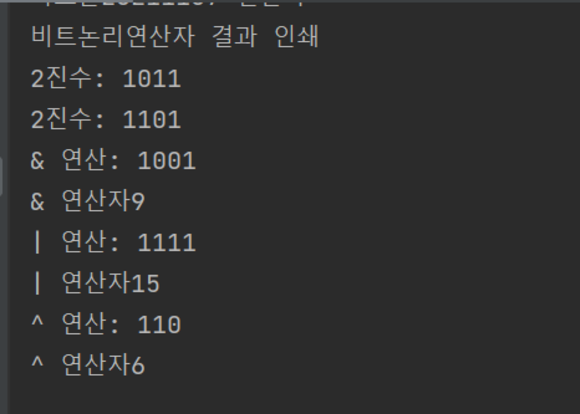 비트논리연산자 결과 인쇄
2진수: 1011
2진수: 1101
& 연산: 1001
& 연산자9
| 연산: 1111
| 연산자15
^ 연산: 110
^ 연산자6